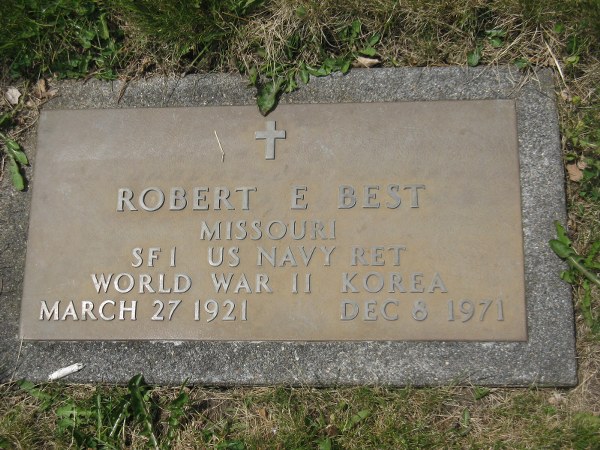 ROBERT E BEST
MISSOURI
SF1 US NAVY RET
WORLD WAR II KOREA
MARCH 27 1921 DEC 8 1971